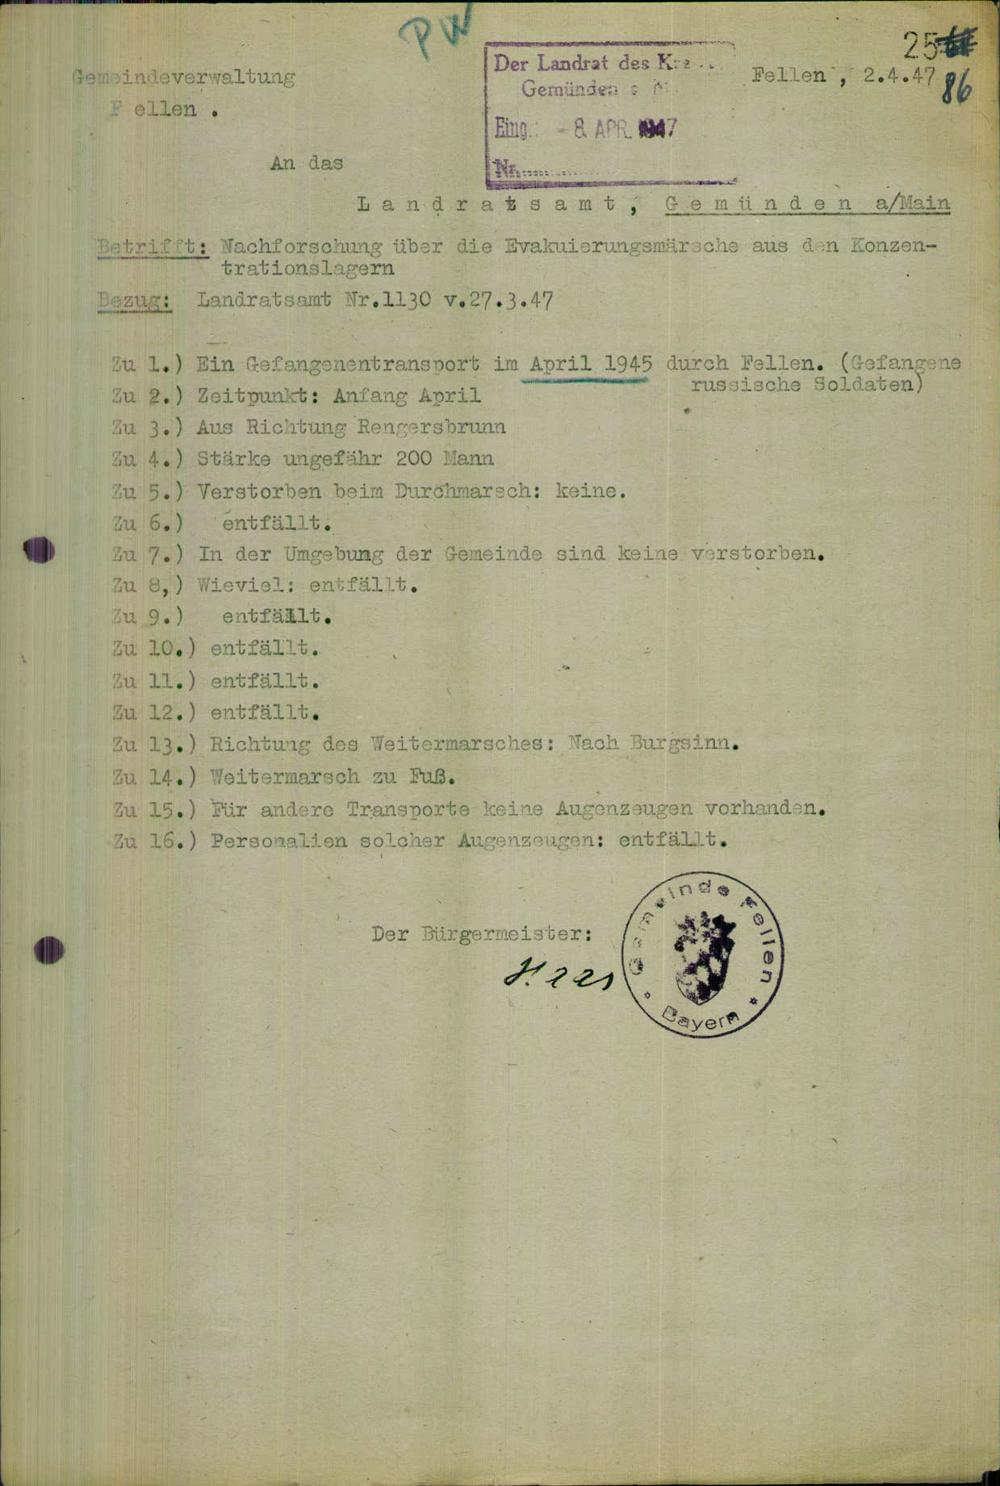 PW
25
86
Gemeindeverwaltung
Fellen .
Der Landrat des
Gemünden
Eing.: - 8. APR. 1947
Nr.
Fellen , 2.4.47
An das
Landratsamt, Gemünden a/Main
Betrifft: Nachforschung über die Evakuierungsmärsche aus den Konzen-
trationslagern
Bezug: Landratsamt Nr.1130 v.27.3.47
Zu 1.) Ein Gefangenentransport im April 1945 durch Fellen. (Gefangene
russische Soldaten)
Zu 2.) Zeitpunkt: Anfang April
Zu 3.) Aus Richtung Rengersbrunn
Zu 4.) Stärke ungefähr 200 Mann
Zu 5.) Verstorben beim Durchmarsch: keine.
Zu 6.) entfällt.
Zu 7.) In der Umgebung der Gemeinde sind keine verstorben.
Zu 8,) Wieviel: entfällt.
Zu 9.) entfällt.
Zu 10.) entfällt.
Zu 11.) entfällt.
Zu 12.) entfällt.
Zu 13.) Richtung des Weitermarsches: Nach Burgsinn.
Zu 14.) Weitermarsch zu Fuß.
Zu 15.) Für andere Transporte keine Augenzeugen vorhanden.
Zu 16.) Personalien solcher Augenzeugen: entfällt.
Der Bürgermeister:
Gemeinde Fellen
Bayern